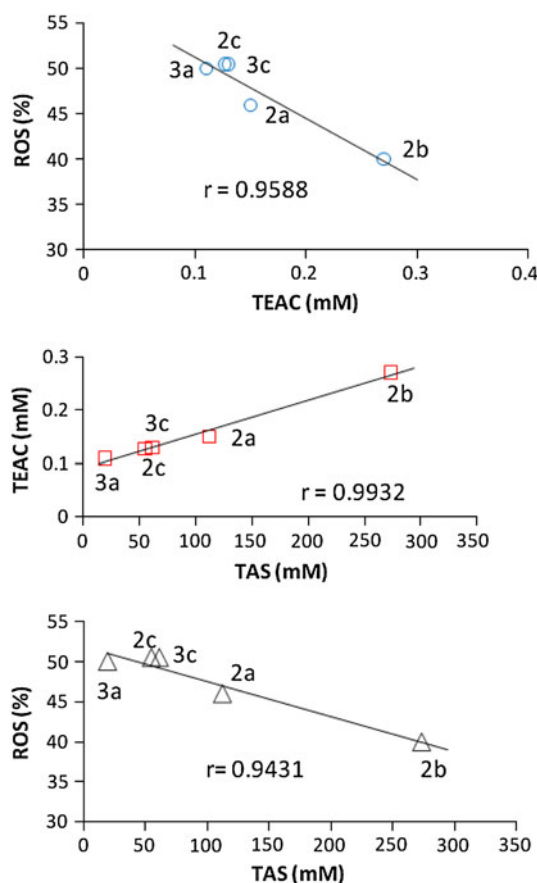 55
50
45
40
35
30
ROS (%)
2c
3a
3c
2a
2b
r = 0.9588
0
0.1
0.2
0.3
0.4
TEAC (mM)
0.3
0.2
0.1
0
TEAC (mM)
3c
2b
2a
3a
2c
r = 0.9932
0 50 100 150 200 250 300 350
TAS (mM)
55
50
45
40
35
30
ROS (%)
2c
3c
3a
2a
2b
r= 0.9431
0 50 100 150 200 250 300 350
TAS (mM)